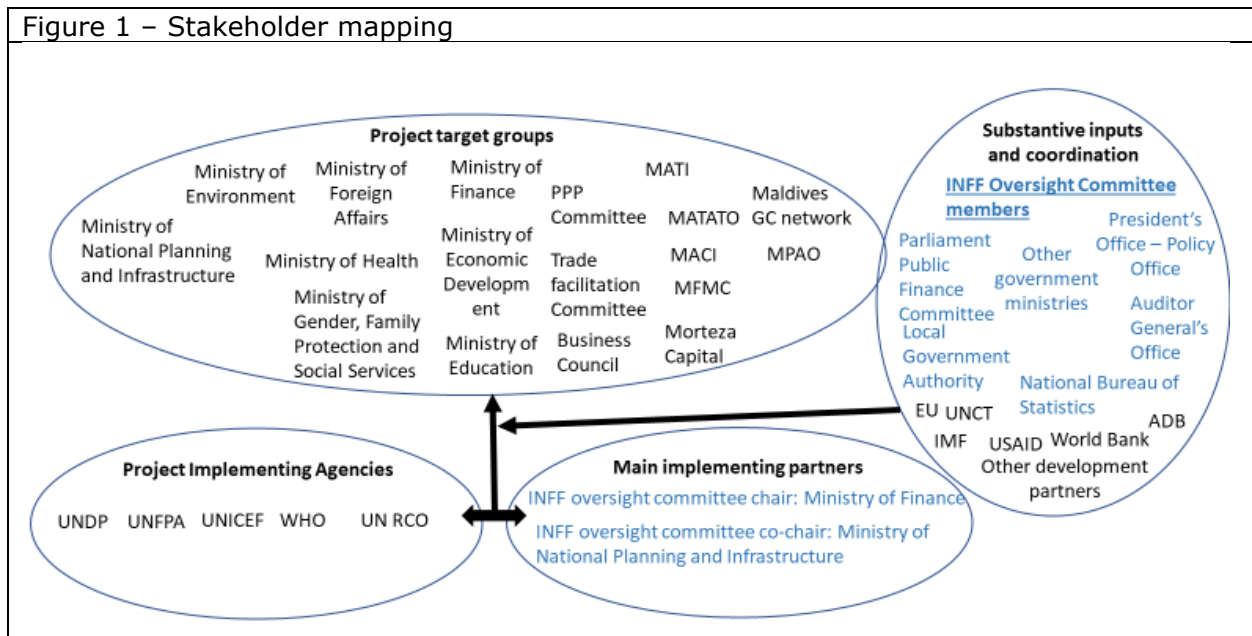 Figure 1 – Stakeholder mapping
Project target groups
Ministry of
Environment
Ministry of
Foreign
Affairs
Ministry of
Finance
MATI
PPP
Committee
Maldives
GC network
MATATO
Ministry of
National Planning
and Infrastructure
Ministry of Health
Ministry of
Economic
Developm
ent
Trade
facilitation
Committee
MACI
MPAO
MFMC
Ministry of
Gender, Family
Protection and
Social Services
Ministry of
Education
Business
Council
Morteza
Capital
Substantive inputs
and coordination
INFF Oversight Committee
members
Parliament
Public
Finance
Committee
Local
Government
Authority
Other
government
ministries
President's
Office – Policy
Office
Auditor
General's
Office
National Bureau of
Statistics
EU UNCT
ADB
IMF USAID World Bank
Other development
partners
Project Implementing Agencies
UNDP UNFPA UNICEF WHO UN RCO
Main implementing partners
INFF oversight committee chair: Ministry of Finance
INFF oversight committee co-chair: Ministry of
National Planning and Infrastructure